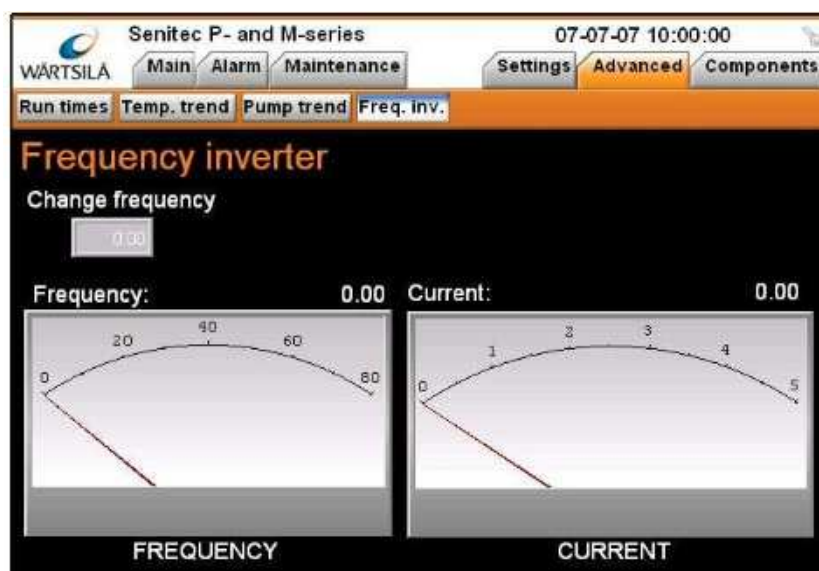 Senitec P- and M-series 07-07-07 10:00:00
WÄRTSILÄ Main Alarm Maintenance Settings Advanced Components
Run times Temp. trend Pump trend Freq. inv.
Frequency inverter
Change frequency
0.00
Frequency: 0.00 Current: 0.00
0 20 40 60 80
0 1 2 3 4 5
FREQUENCY CURRENT